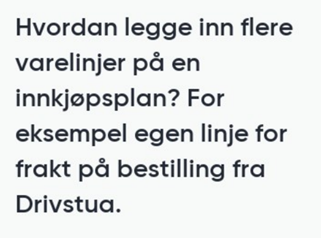 Hvordan legge inn flere
varelinjer på en
innkjøpsplan? For
eksempel egen linje for
frakt på bestilling fra
Drivstua.